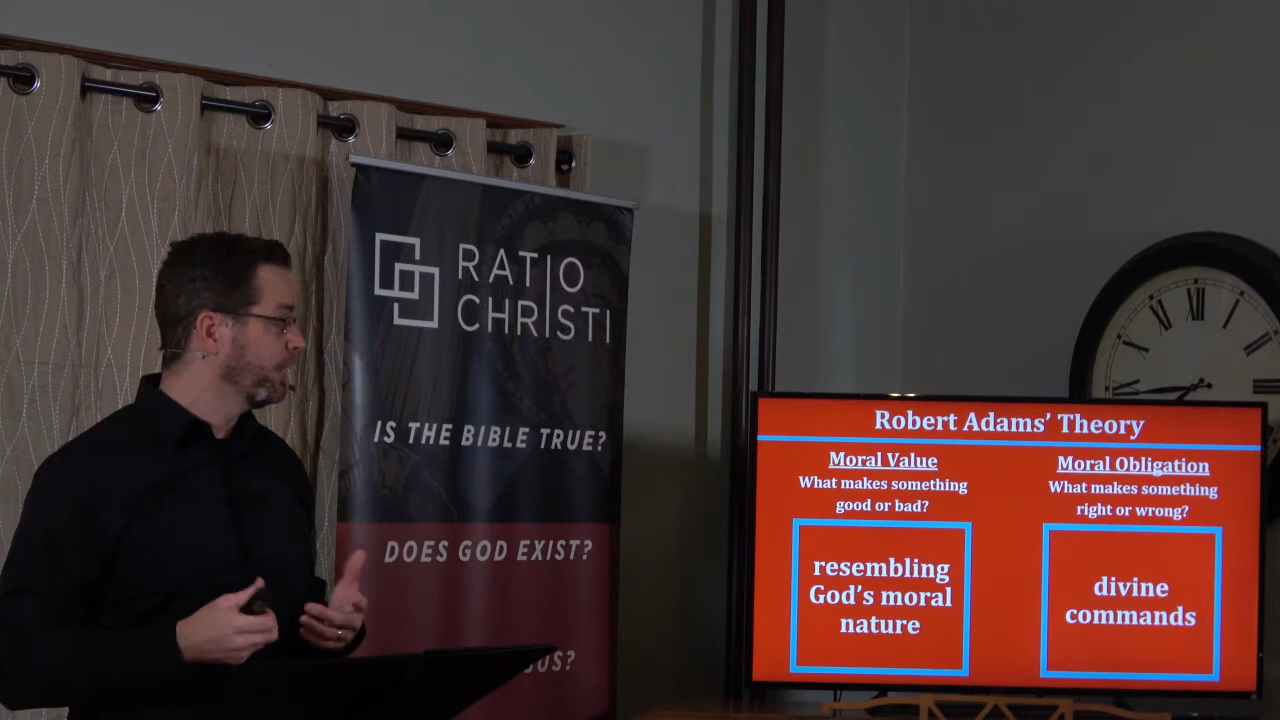 RATIO
CHRISTI
IS THE BIBLE TRUE?
DOES GOD EXIST?
Robert Adams' Theory
Moral Value
What makes something
good or bad?
resembling
God's moral
nature
Moral Obligation
What makes something
right or wrong?
divine
commands